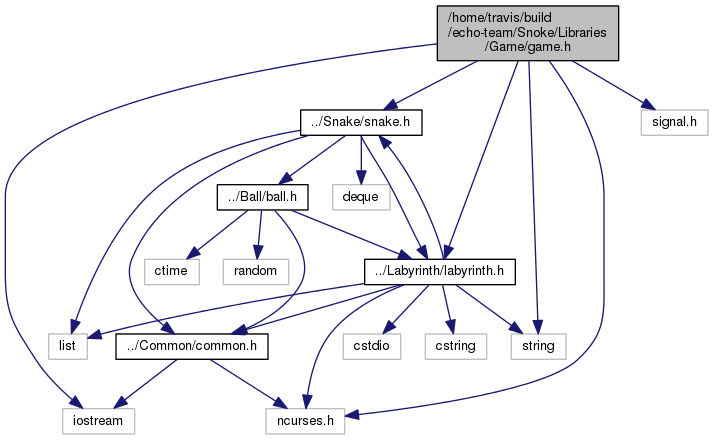 /home/travis/build
/echo-team/Snoke/Libraries
/Game/game.h
../Snake/snake.h
signal.h
../Ball/ball.h
deque
ctime
random
../Labyrinth/labyrinth.h
list
../Common/common.h
cstdio
cstring
string
iostream
ncurses.h